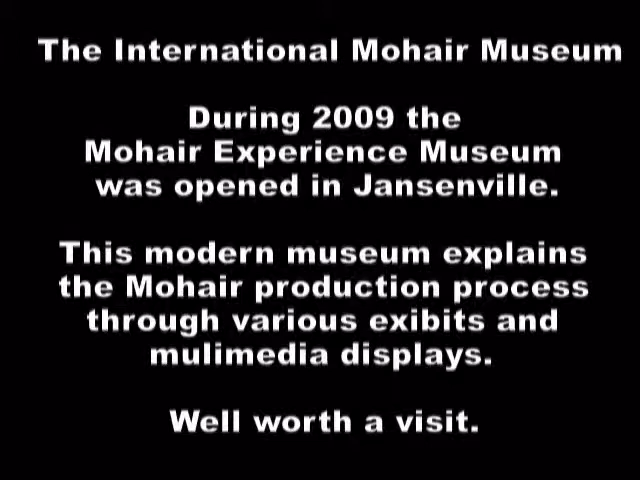 The International Mohair Museum
During 2009 the
Mohair Experience Museum
was opened in Jansenville.
This modern museum explains
the Mohair production process
through various exibits and
mulimedia displays.
Well worth a visit.